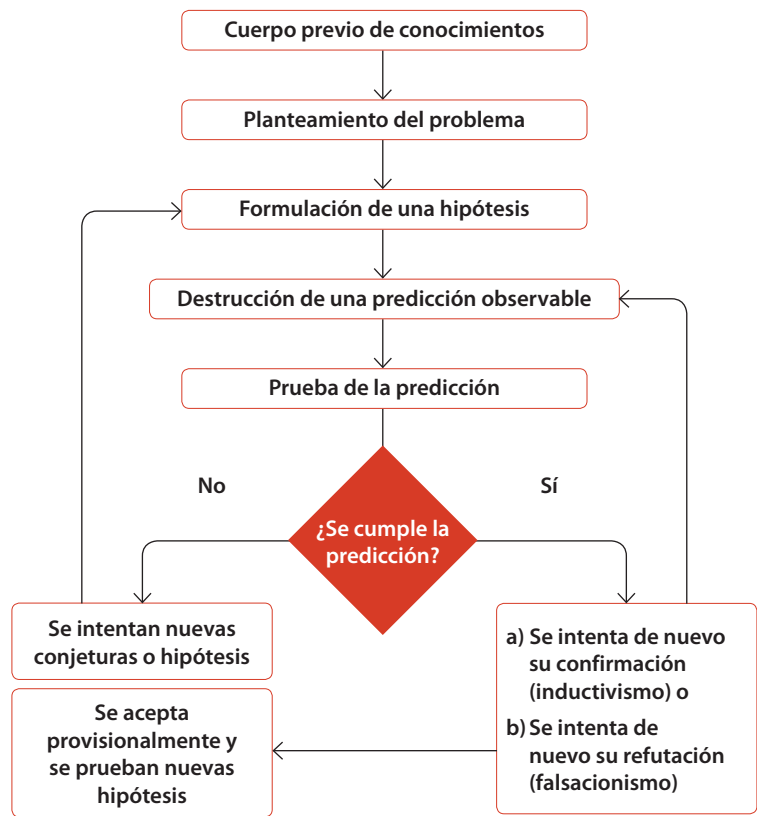 Cuerpo previo de conocimientos
Planteamiento del problema
Formulación de una hipótesis
Destrucción de una predicción observable
Prueba de la predicción
No
Sí
¿Se cumple la
predicción?
Se intentan nuevas
conjeturas o hipótesis
a) Se intenta de nuevo
su confirmación
(inductivismo) o
b) Se intenta de
nuevo su refutación
(falsacionismo)
Se acepta
provisionalmente y
se prueban nuevas
hipótesis